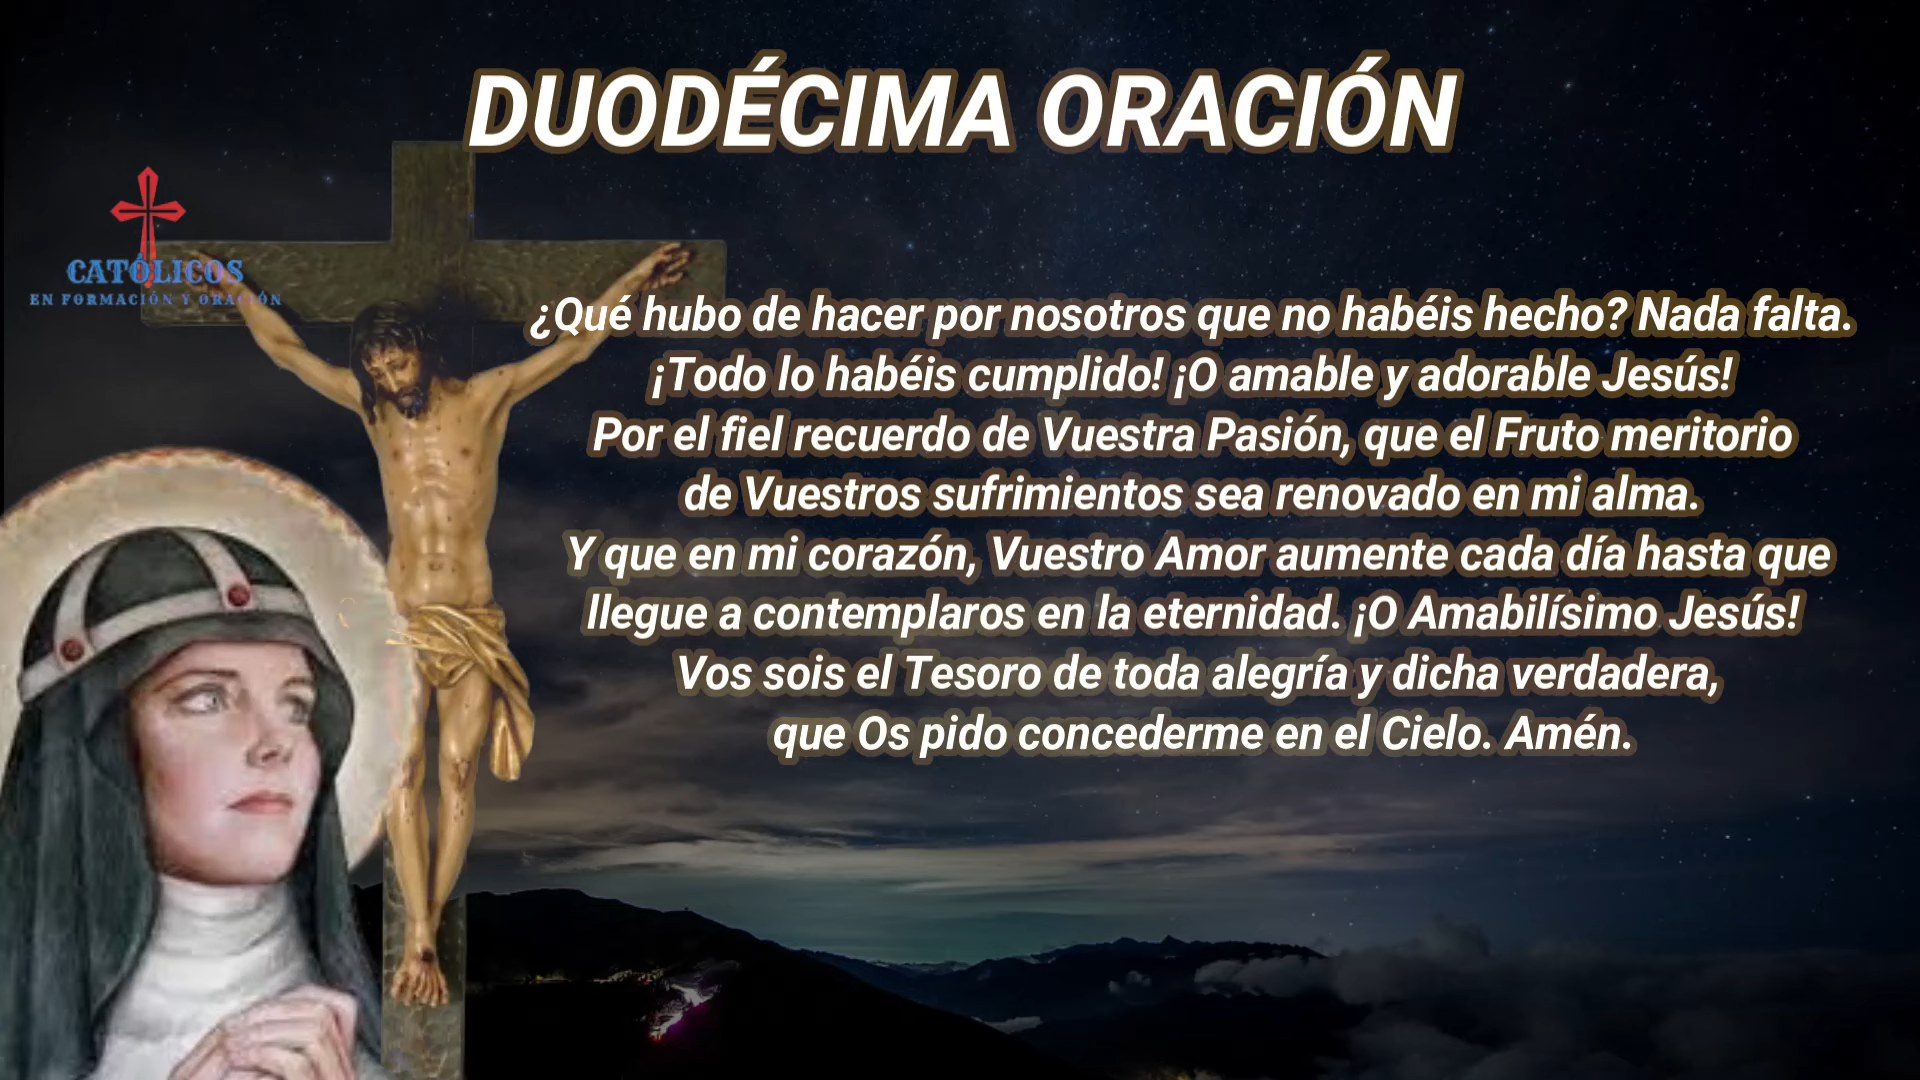 DUODÉCIMA ORACIÓN
CATÓLICOS
EN FORMACIÓN Y ORACIÓN
¿Qué hubo de hacer por nosotros que no habéis hecho? Nada falta.
¡Todo lo habéis cumplido! ¡O amable y adorable Jesús!
Por el fiel recuerdo de Vuestra Pasión, que el Fruto meritorio
de Vuestros sufrimientos sea renovado en mi alma.
Y que en mi corazón, Vuestro Amor aumente cada día hasta que
llegue a contemplaros en la eternidad. ¡O Amabilísimo Jesús!
Vos sois el Tesoro de toda alegría y dicha verdadera,
que Os pido concederme en el Cielo. Amén.